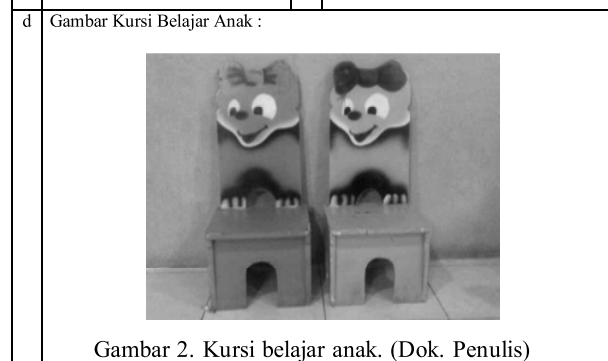 d Gambar Kursi Belajar Anak :
Gambar 2. Kursi belajar anak. (Dok. Penulis)